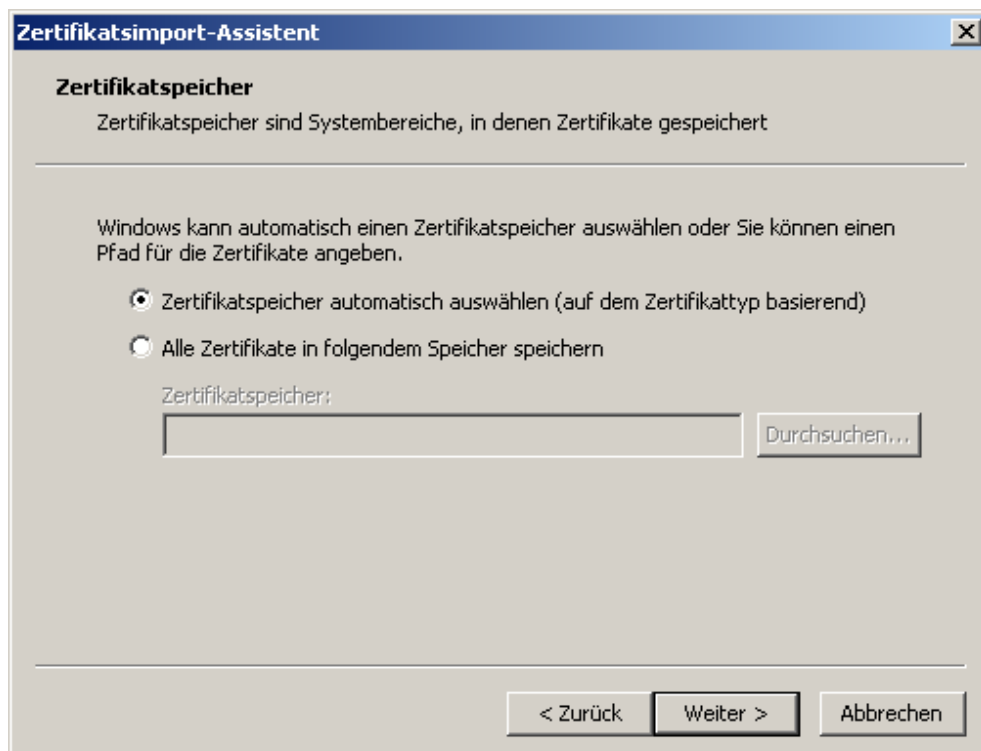 Zertifikatsimport-Assistent
Zertifikatspeicher
Zertifikatspeicher sind Systembereiche, in denen Zertifikate gespeichert
Windows kann automatisch einen Zertifikatspeicher auswählen oder Sie können einen
Pfad für die Zertifikate angeben.
Zertifikatspeicher automatisch auswählen (auf dem Zertifikattyp basierend)
Alle Zertifikate in folgendem Speicher speichern
Zertifikatspeicher:
Durchsuchen...
< Zurück Weiter > Abbrechen